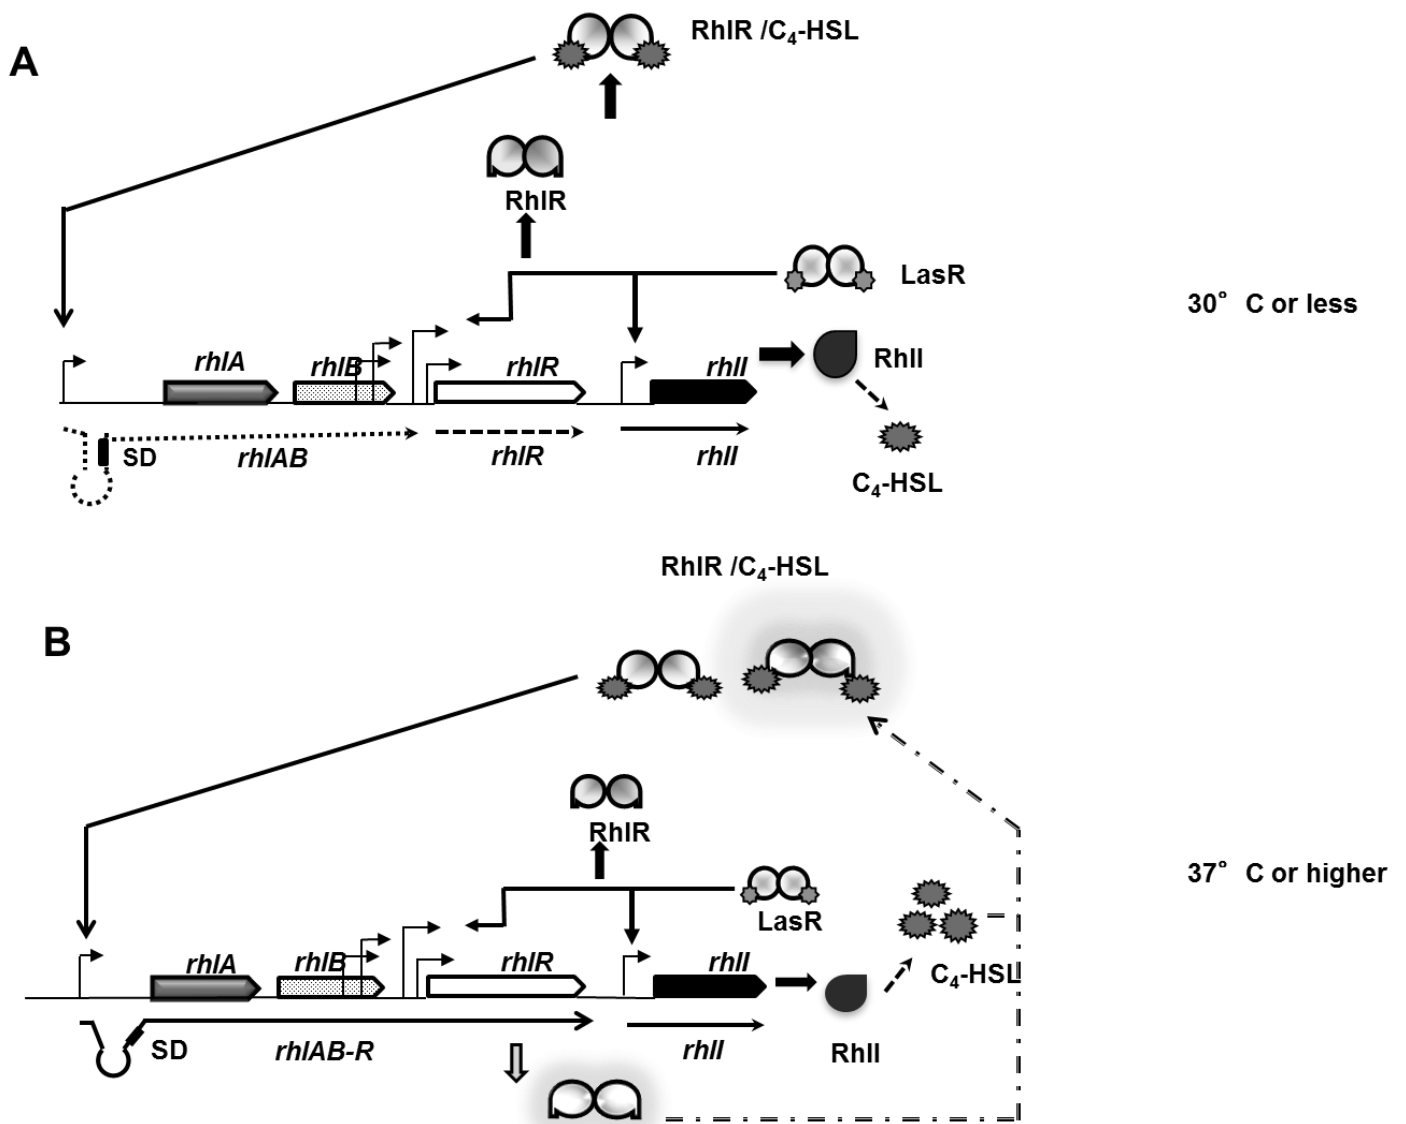 A
RhlR /C₄-HSL
RhlR
LasR
30° C or less
rhlA
rhlB
rhlR
rhlI
RhlI
SD
rhlAB
rhlR
rhlI
C₄-HSL
RhlR /C₄-HSL
B
RhlR
LasR
37° C or higher
rhlA
rhlB
rhlR
rhlI
C₄-HSL
SD
rhlAB-R
rhlI
RhlI